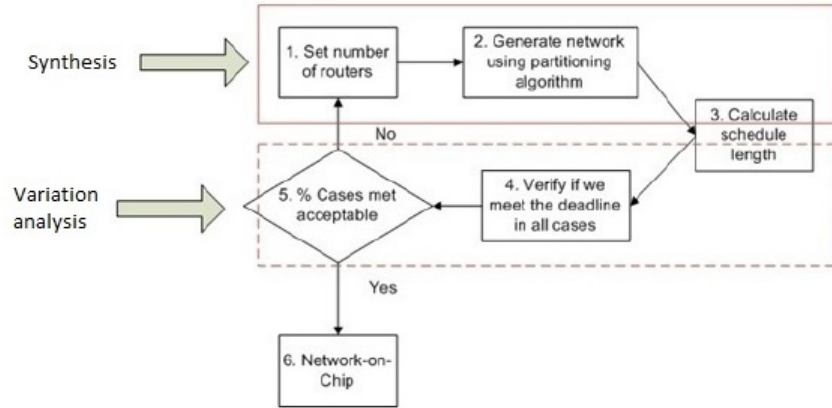 Synthesis
1. Set number
of routers
2. Generate network
using partitioning
algorithm
3. Calculate
schedule
length
No
Variation
analysis
5. % Cases met
acceptable
4. Verify if we
meet the deadline
in all cases
Yes
6. Network-on-
Chip